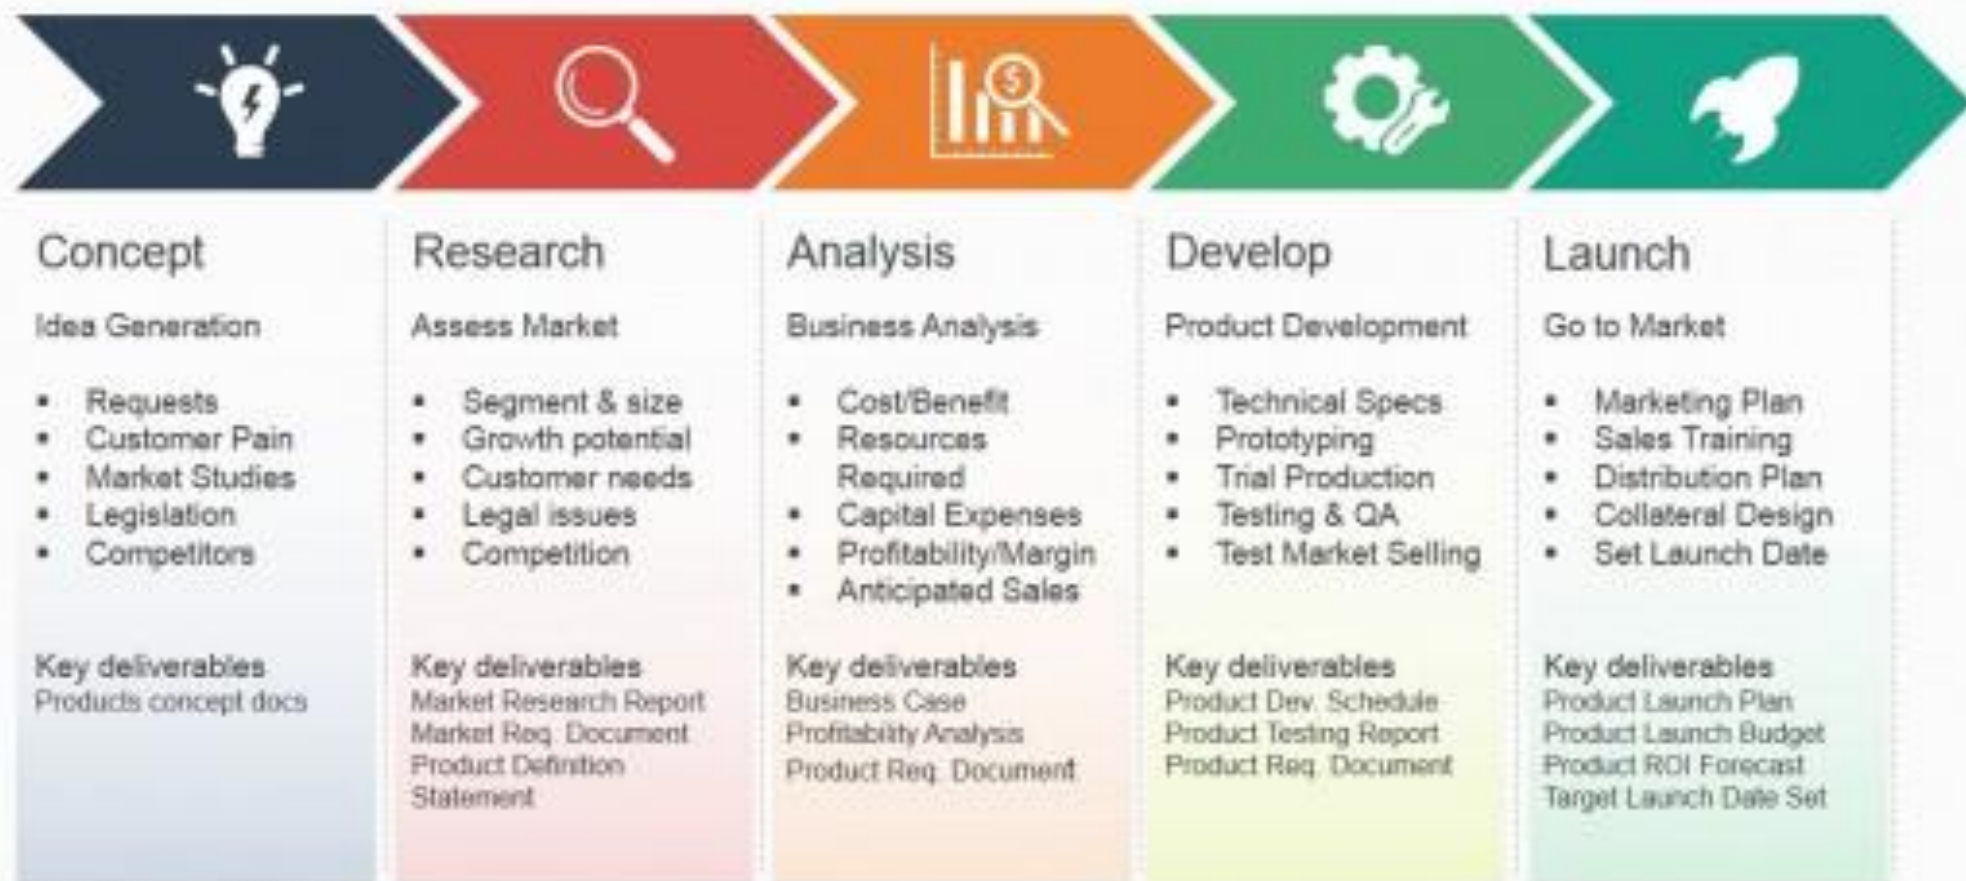 Concept
Idea Generation
▪ Requests
▪ Customer Pain
▪ Market Studies
▪ Legislation
▪ Competitors
Key deliverables
Products concept docs
Research
Assess Market
▪ Segment & size
▪ Growth potential
▪ Customer needs
▪ Legal issues
▪ Competition
Key deliverables
Market Research Report
Market Req. Document
Product Definition
Statement
Analysis
Business Analysis
▪ Cost/Benefit
▪ Resources
Required
▪ Capital Expenses
▪ Profitability/Margin
▪ Anticipated Sales
Key deliverables
Business Case
Profitability Analysis
Product Req. Document
Develop
Product Development
▪ Technical Specs
▪ Prototyping
▪ Trial Production
▪ Testing & QA
▪ Test Market Selling
Key deliverables
Product Dev. Schedule
Product Testing Report
Product Req. Document
Launch
Go to Market
▪ Marketing Plan
▪ Sales Training
▪ Distribution Plan
▪ Collateral Design
▪ Set Launch Date
Key deliverables
Product Launch Plan
Product Launch Budget
Product ROI Forecast
Target Launch Date Set